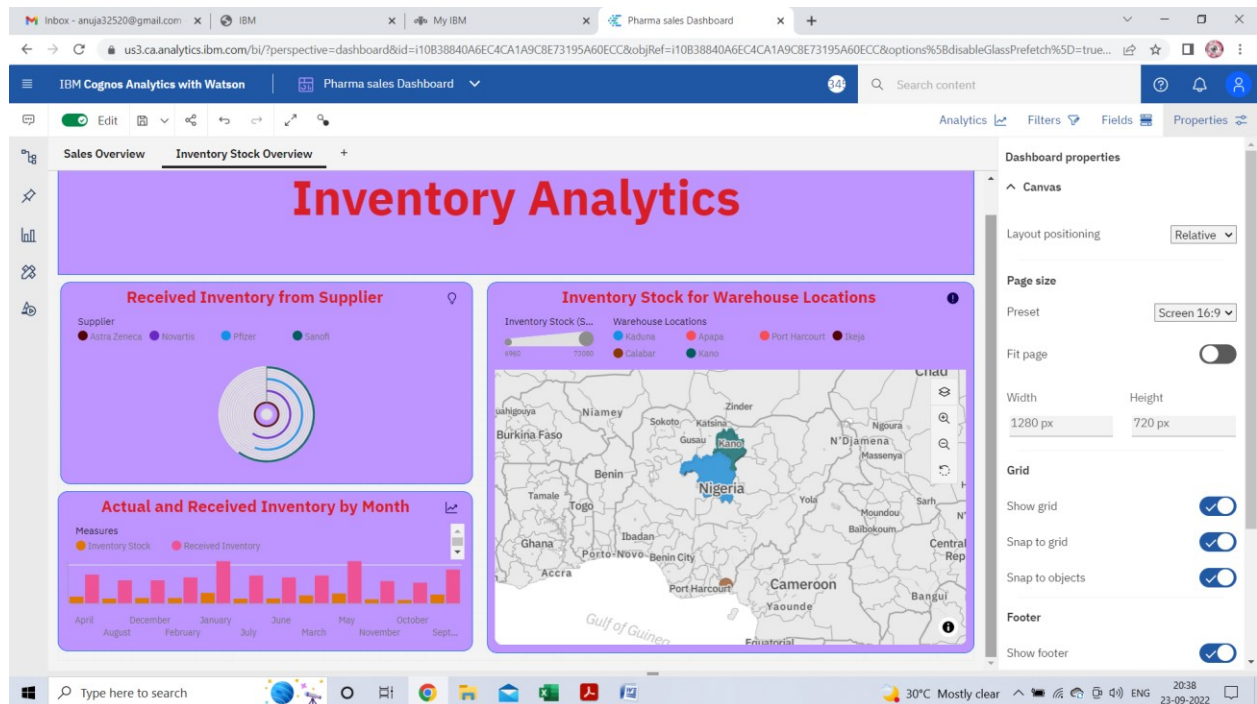 Inbox - anuja32520@gmail.com
IBM
My IBM
Pharma sales Dashboard
us3.ca.analytics.ibm.com/bi/?perspective=dashboard&id=i10B38840A6EC4CA1A9C8E73195A60ECC&objRef=i10B38840A6EC4CA1A9C8E73195A60ECC&options%5BdisableGlassPrefetch%5D=true...
IBM Cognos Analytics with Watson
Pharma sales Dashboard
Search content
Edit
Analytics
Filters
Fields
Properties
Sales Overview
Inventory Stock Overview
+
Inventory Analytics
Received Inventory from Supplier
Supplier
Astra Zeneca
Novartis
Pfizer
Sanofi
Actual and Received Inventory by Month
Measures
Inventory Stock
Received Inventory
April
December
January
June
May
October
August
February
July
March
November
Sept...
Inventory Stock for Warehouse Locations
Inventory Stock (S...
6960
73080
Warehouse Locations
Kaduna
Apapa
Port Harcourt
Ikeja
Calabar
Kano
Chad
Niamey
Zinder
Sokoto
Katsina
Ngoura
Burkina Faso
Gusau
Kano
N'Djamena
Massenya
Benin
Nigeria
Tamale
Togo
Yola
Sarh
Moundou
Ibadan
Baïbokoum
Ghana
Porto-Novo
Benin City
Central
Rep
Accra
Port Harcourt
Cameroon
Yaounde
Bangui
Gulf of Guinea
Equatorial
Dashboard properties
Canvas
Layout positioning
Relative
Page size
Preset
Screen 16:9
Fit page
Width
Height
1280 px
720 px
Grid
Show grid
Snap to grid
Snap to objects
Footer
Show footer
Type here to search
30°C Mostly clear
ENG
20:38
23-09-2022